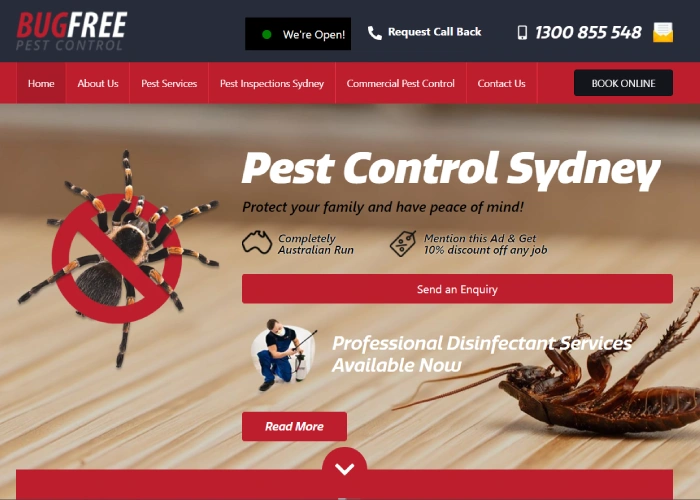 BUGFREE
PEST CONTROL
We're Open!
Request Call Back
1300 855 548
Home
About Us
Pest Services
Pest Inspections Sydney
Commercial Pest Control
Contact Us
BOOK ONLINE
Pest Control Sydney
Protect your family and have peace of mind!
Completely
Australian Run
Mention this Ad & Get
10% discount off any job
Send an Enquiry
Professional Disinfectant Services
Available Now
Read More